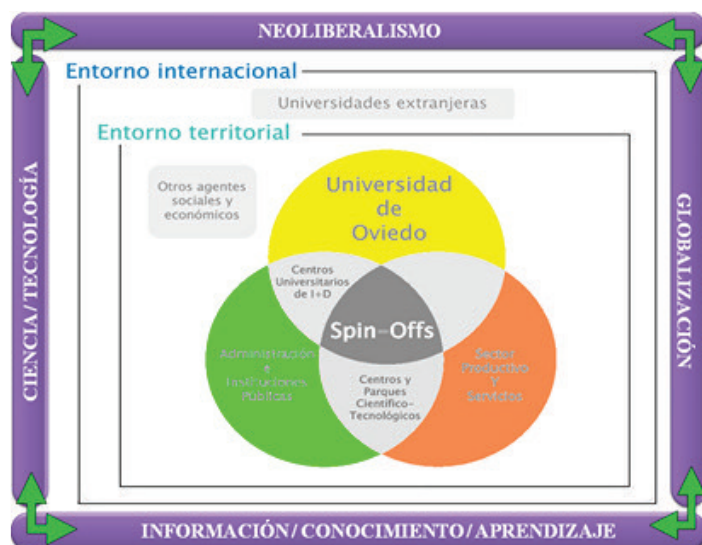 NEOLIBERALISMO
Entorno internacional
Universidades extranjeras
Entorno territorial
Otros agentes
sociales y
económicos
Universidad
de
Oviedo
Centros
Universitarios
de I+D
Spin-Offs
Administración
e
Instituciones
Públicas
Sector
Productivo
Y
Servicios
Centros y
Parques
Científico-
Tecnológicos
CIENCIA / TECNOLOGÍA
GLOBALIZACIÓN
INFORMACIÓN / CONOCIMIENTO / APRENDIZAJE